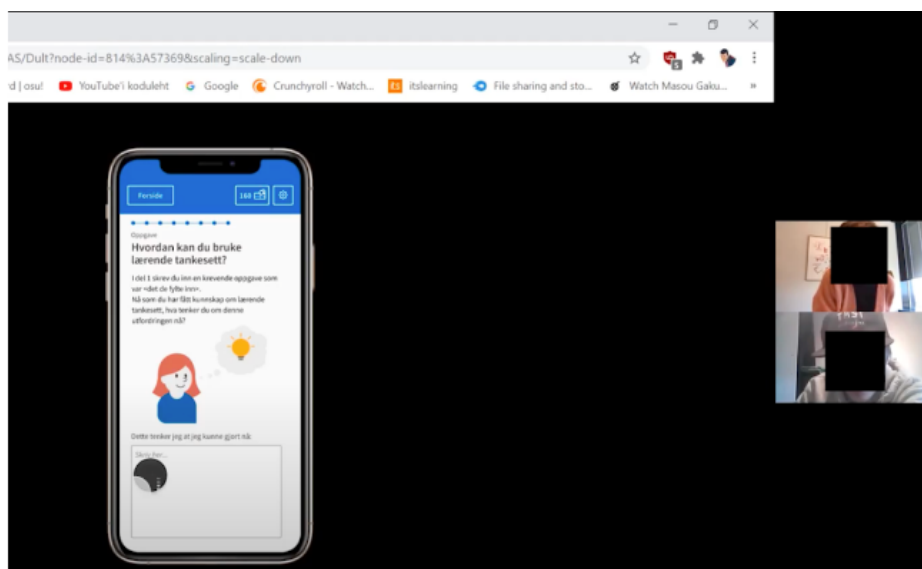 AS/Dult?node-id=814%3A57369&scaling=scale-down
d | osu! YouTube'i koduleht Google Crunchyroll - Watch... itslearning File sharing and sto... Watch Masou Gaku... »
Forside 160
Oppgave
Hvordan kan du bruke
lærende tankesett?
I del 1 skrev du inn en krevende oppgave som
var «det de fylte inn».
Nå som du har fått kunnskap om lærende
tankesett, hva tenker du om denne
utfordringen nå?
Dette tenker jeg at jeg kunne gjort nå:
Skriv her...